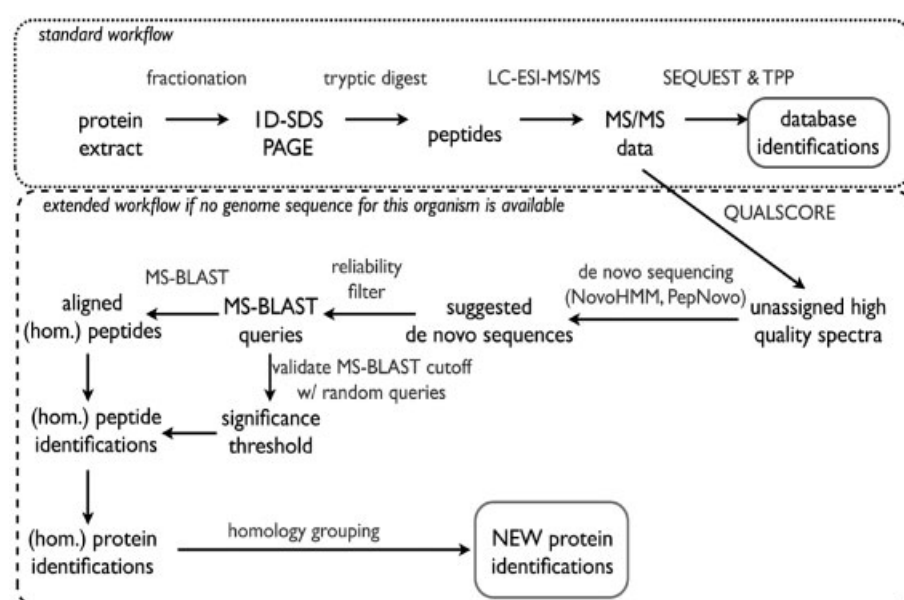 standard workflow
fractionation
tryptic digest
LC-ESI-MS/MS
SEQUEST & TPP
protein
extract
1D-SDS
PAGE
peptides
MS/MS
data
database
identifications
extended workflow if no genome sequence for this organism is available
QUALSCORE
MS-BLAST
reliability
filter
de novo sequencing
(NovoHMM, PepNovo)
aligned
(hom.) peptides
MS-BLAST
queries
suggested
de novo sequences
unassigned high
quality spectra
validate MS-BLAST cutoff
w/ random queries
(hom.) peptide
identifications
significance
threshold
(hom.) protein
identifications
homology grouping
NEW protein
identifications